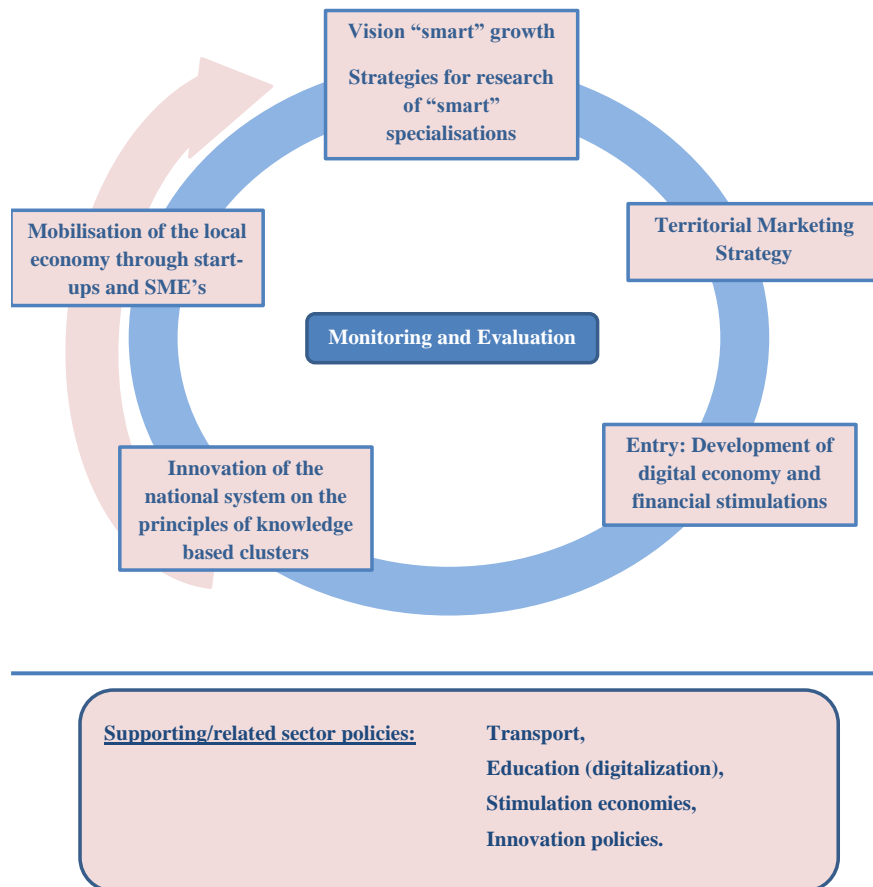 Vision “smart” growth
Strategies for research
of “smart”
specialisations
Territorial Marketing
Strategy
Mobilisation of the local
economy through start-
ups and SME’s
Monitoring and Evaluation
Entry: Development of
digital economy and
financial stimulations
Innovation of the
national system on the
principles of knowledge
based clusters
Supporting/related sector policies:
Transport,
Education (digitalization),
Stimulation economies,
Innovation policies.